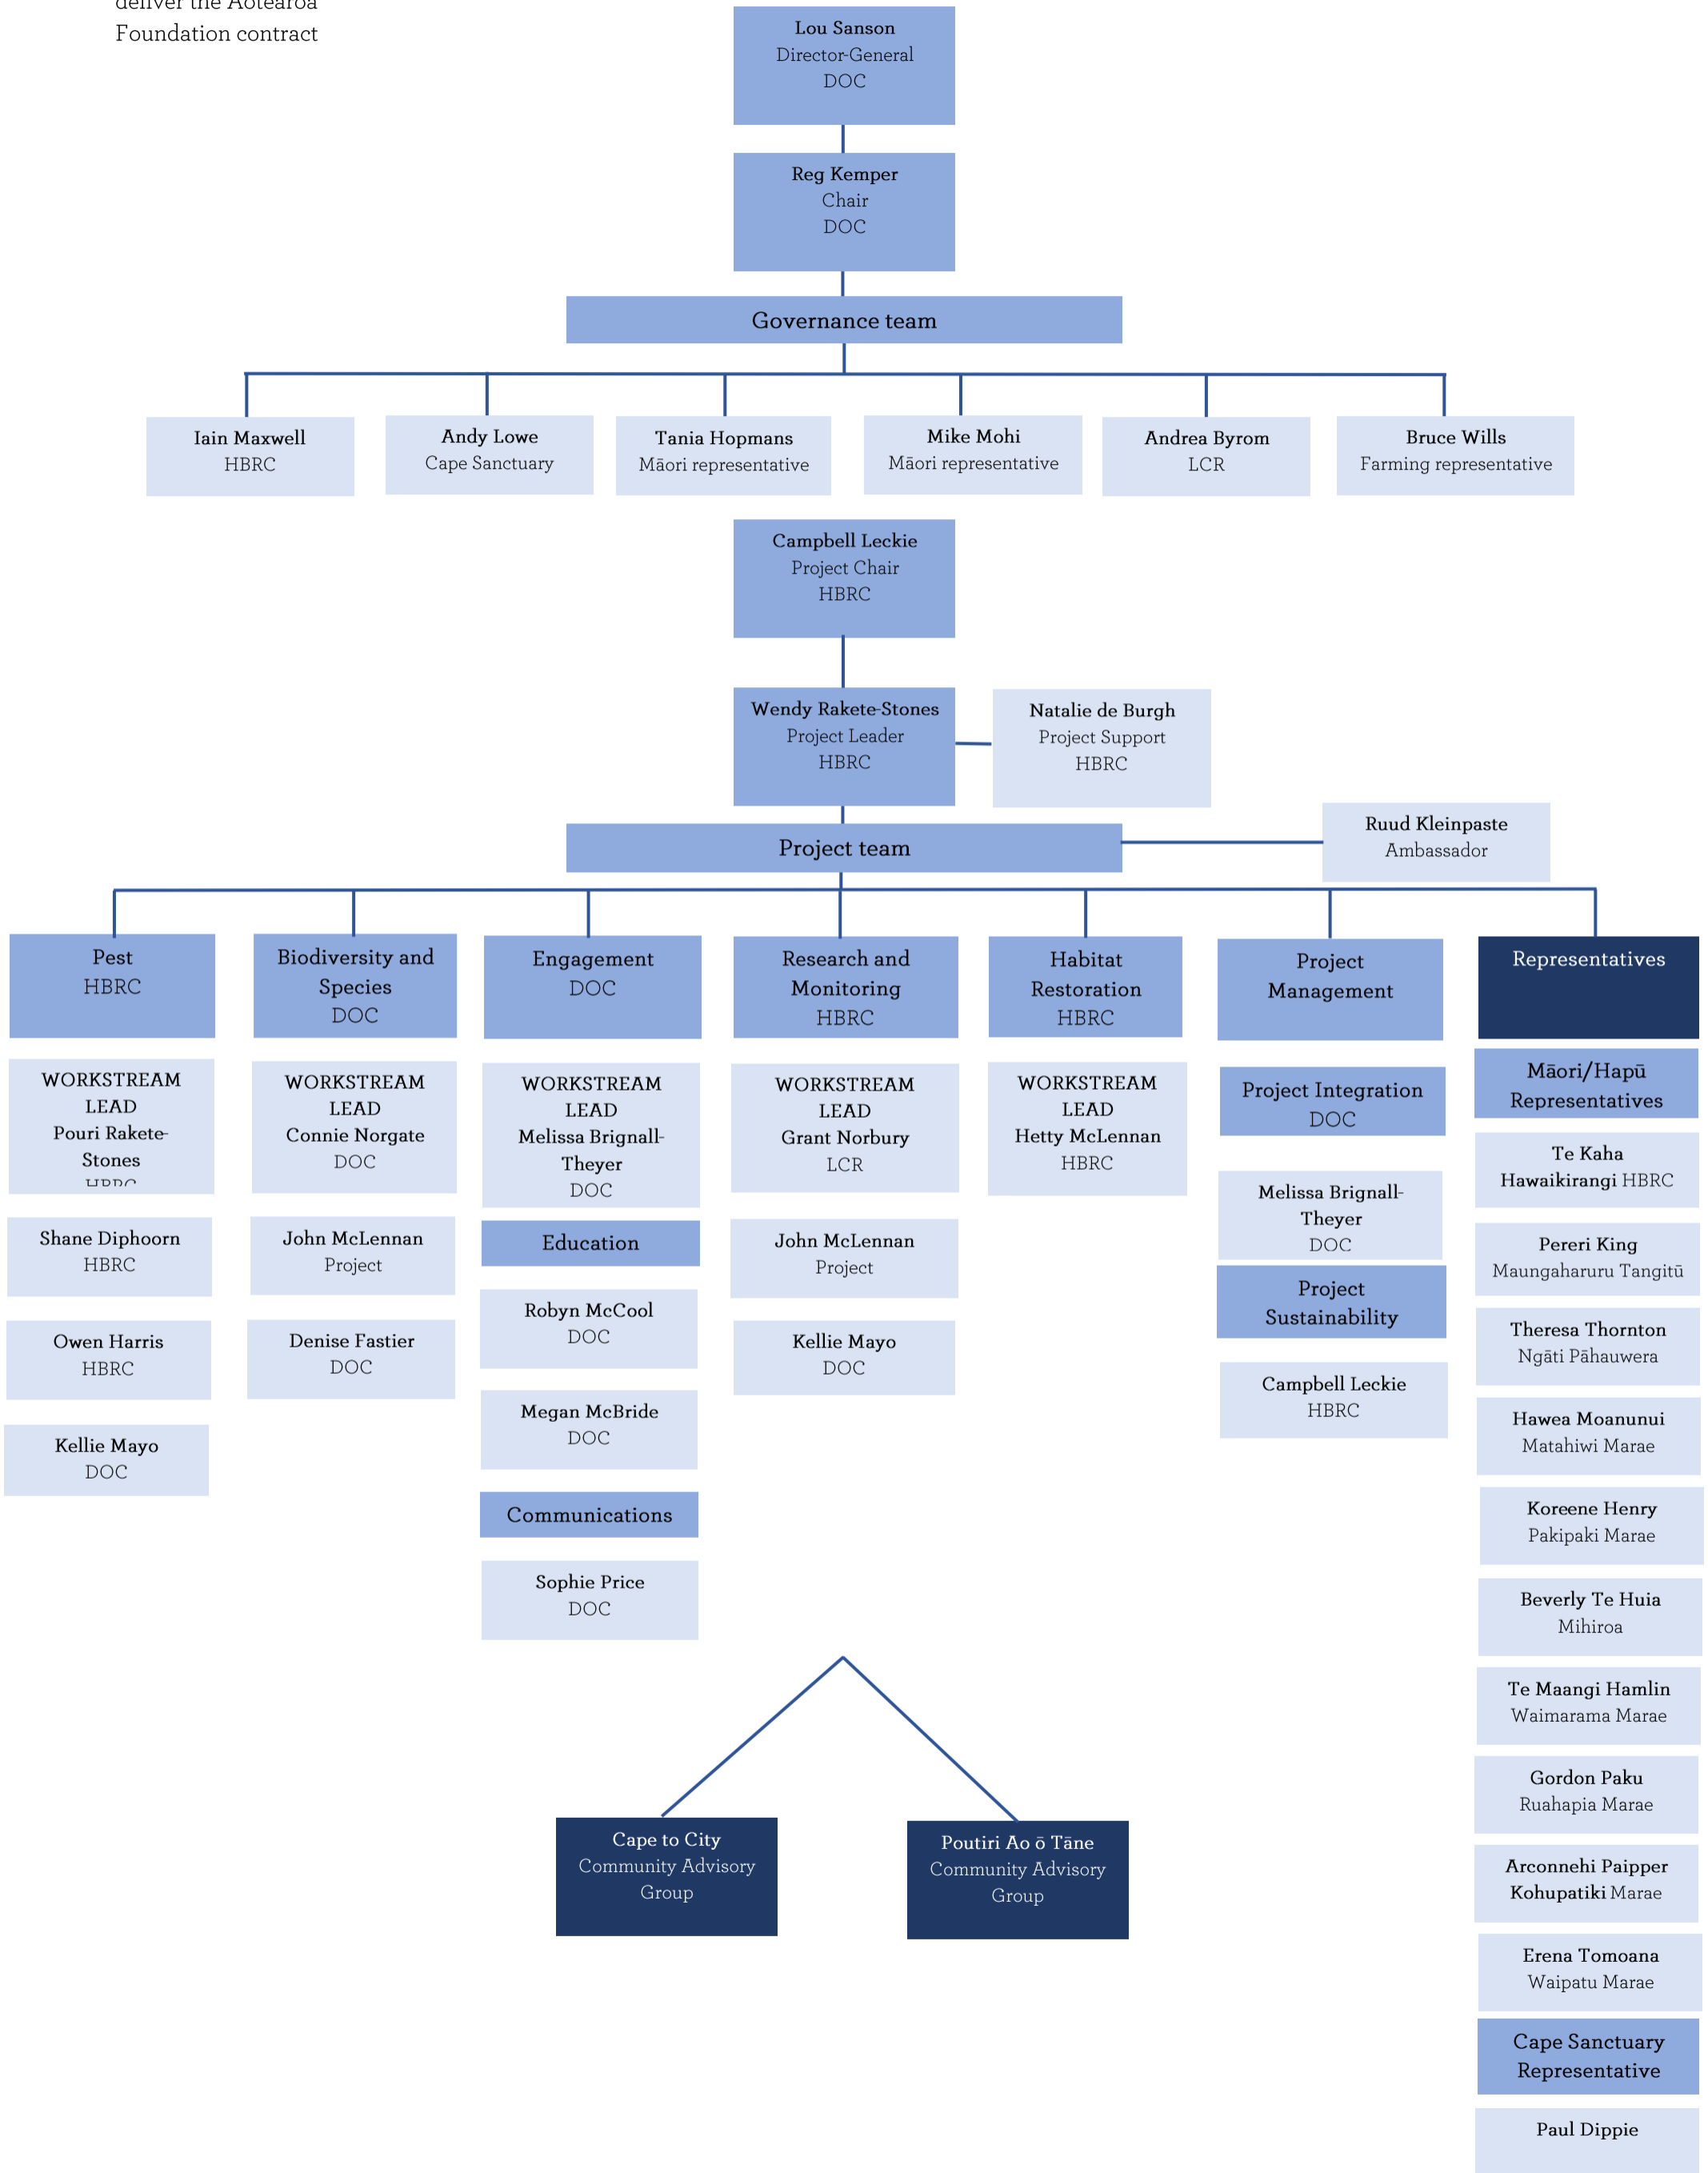 deliver the Aotearoa
Foundation contract
Lou Sanson
Director-General
DOC
Reg Kemper
Chair
DOC
Governance team
Iain Maxwell
HBRC
Andy Lowe
Cape Sanctuary
Tania Hopmans
Māori representative
Mike Mohi
Māori representative
Andrea Byrom
LCR
Bruce Wills
Farming representative
Campbell Leckie
Project Chair
HBRC
Wendy Rakete-Stones
Project Leader
HBRC
Natalie de Burgh
Project Support
HBRC
Project team
Ruud Kleinpaste
Ambassador
Pest
HBRC
WORKSTREAM
LEAD
Pouri Rakete-
Stones
HBRC
Shane Diphoorn
HBRC
Owen Harris
HBRC
Kellie Mayo
DOC
Biodiversity and
Species
DOC
WORKSTREAM
LEAD
Connie Norgate
DOC
John McLennan
Project
Denise Fastier
DOC
Engagement
DOC
WORKSTREAM
LEAD
Melissa Brignall-
Theyer
DOC
Education
Robyn McCool
DOC
Megan McBride
DOC
Communications
Sophie Price
DOC
Research and
Monitoring
HBRC
WORKSTREAM
LEAD
Grant Norbury
LCR
John McLennan
Project
Kellie Mayo
DOC
Habitat
Restoration
HBRC
WORKSTREAM
LEAD
Hetty McLennan
HBRC
Project
Management
Project Integration
DOC
Melissa Brignall-
Theyer
DOC
Project
Sustainability
Campbell Leckie
HBRC
Representatives
Māori/Hapū
Representatives
Te Kaha
Hawaikirangi HBRC
Pereri King
Maungaharuru Tangitū
Theresa Thornton
Ngāti Pāhauwera
Hawea Moanunui
Matahiwi Marae
Koreene Henry
Pakipaki Marae
Beverly Te Huia
Mihiroa
Te Maangi Hamlin
Waimarama Marae
Gordon Paku
Ruahapia Marae
Arconnehi Paipper
Kohupatiki Marae
Erena Tomoana
Waipatu Marae
Cape Sanctuary
Representative
Paul Dippie
Cape to City
Community Advisory
Group
Poutiri Ao ō Tāne
Community Advisory
Group